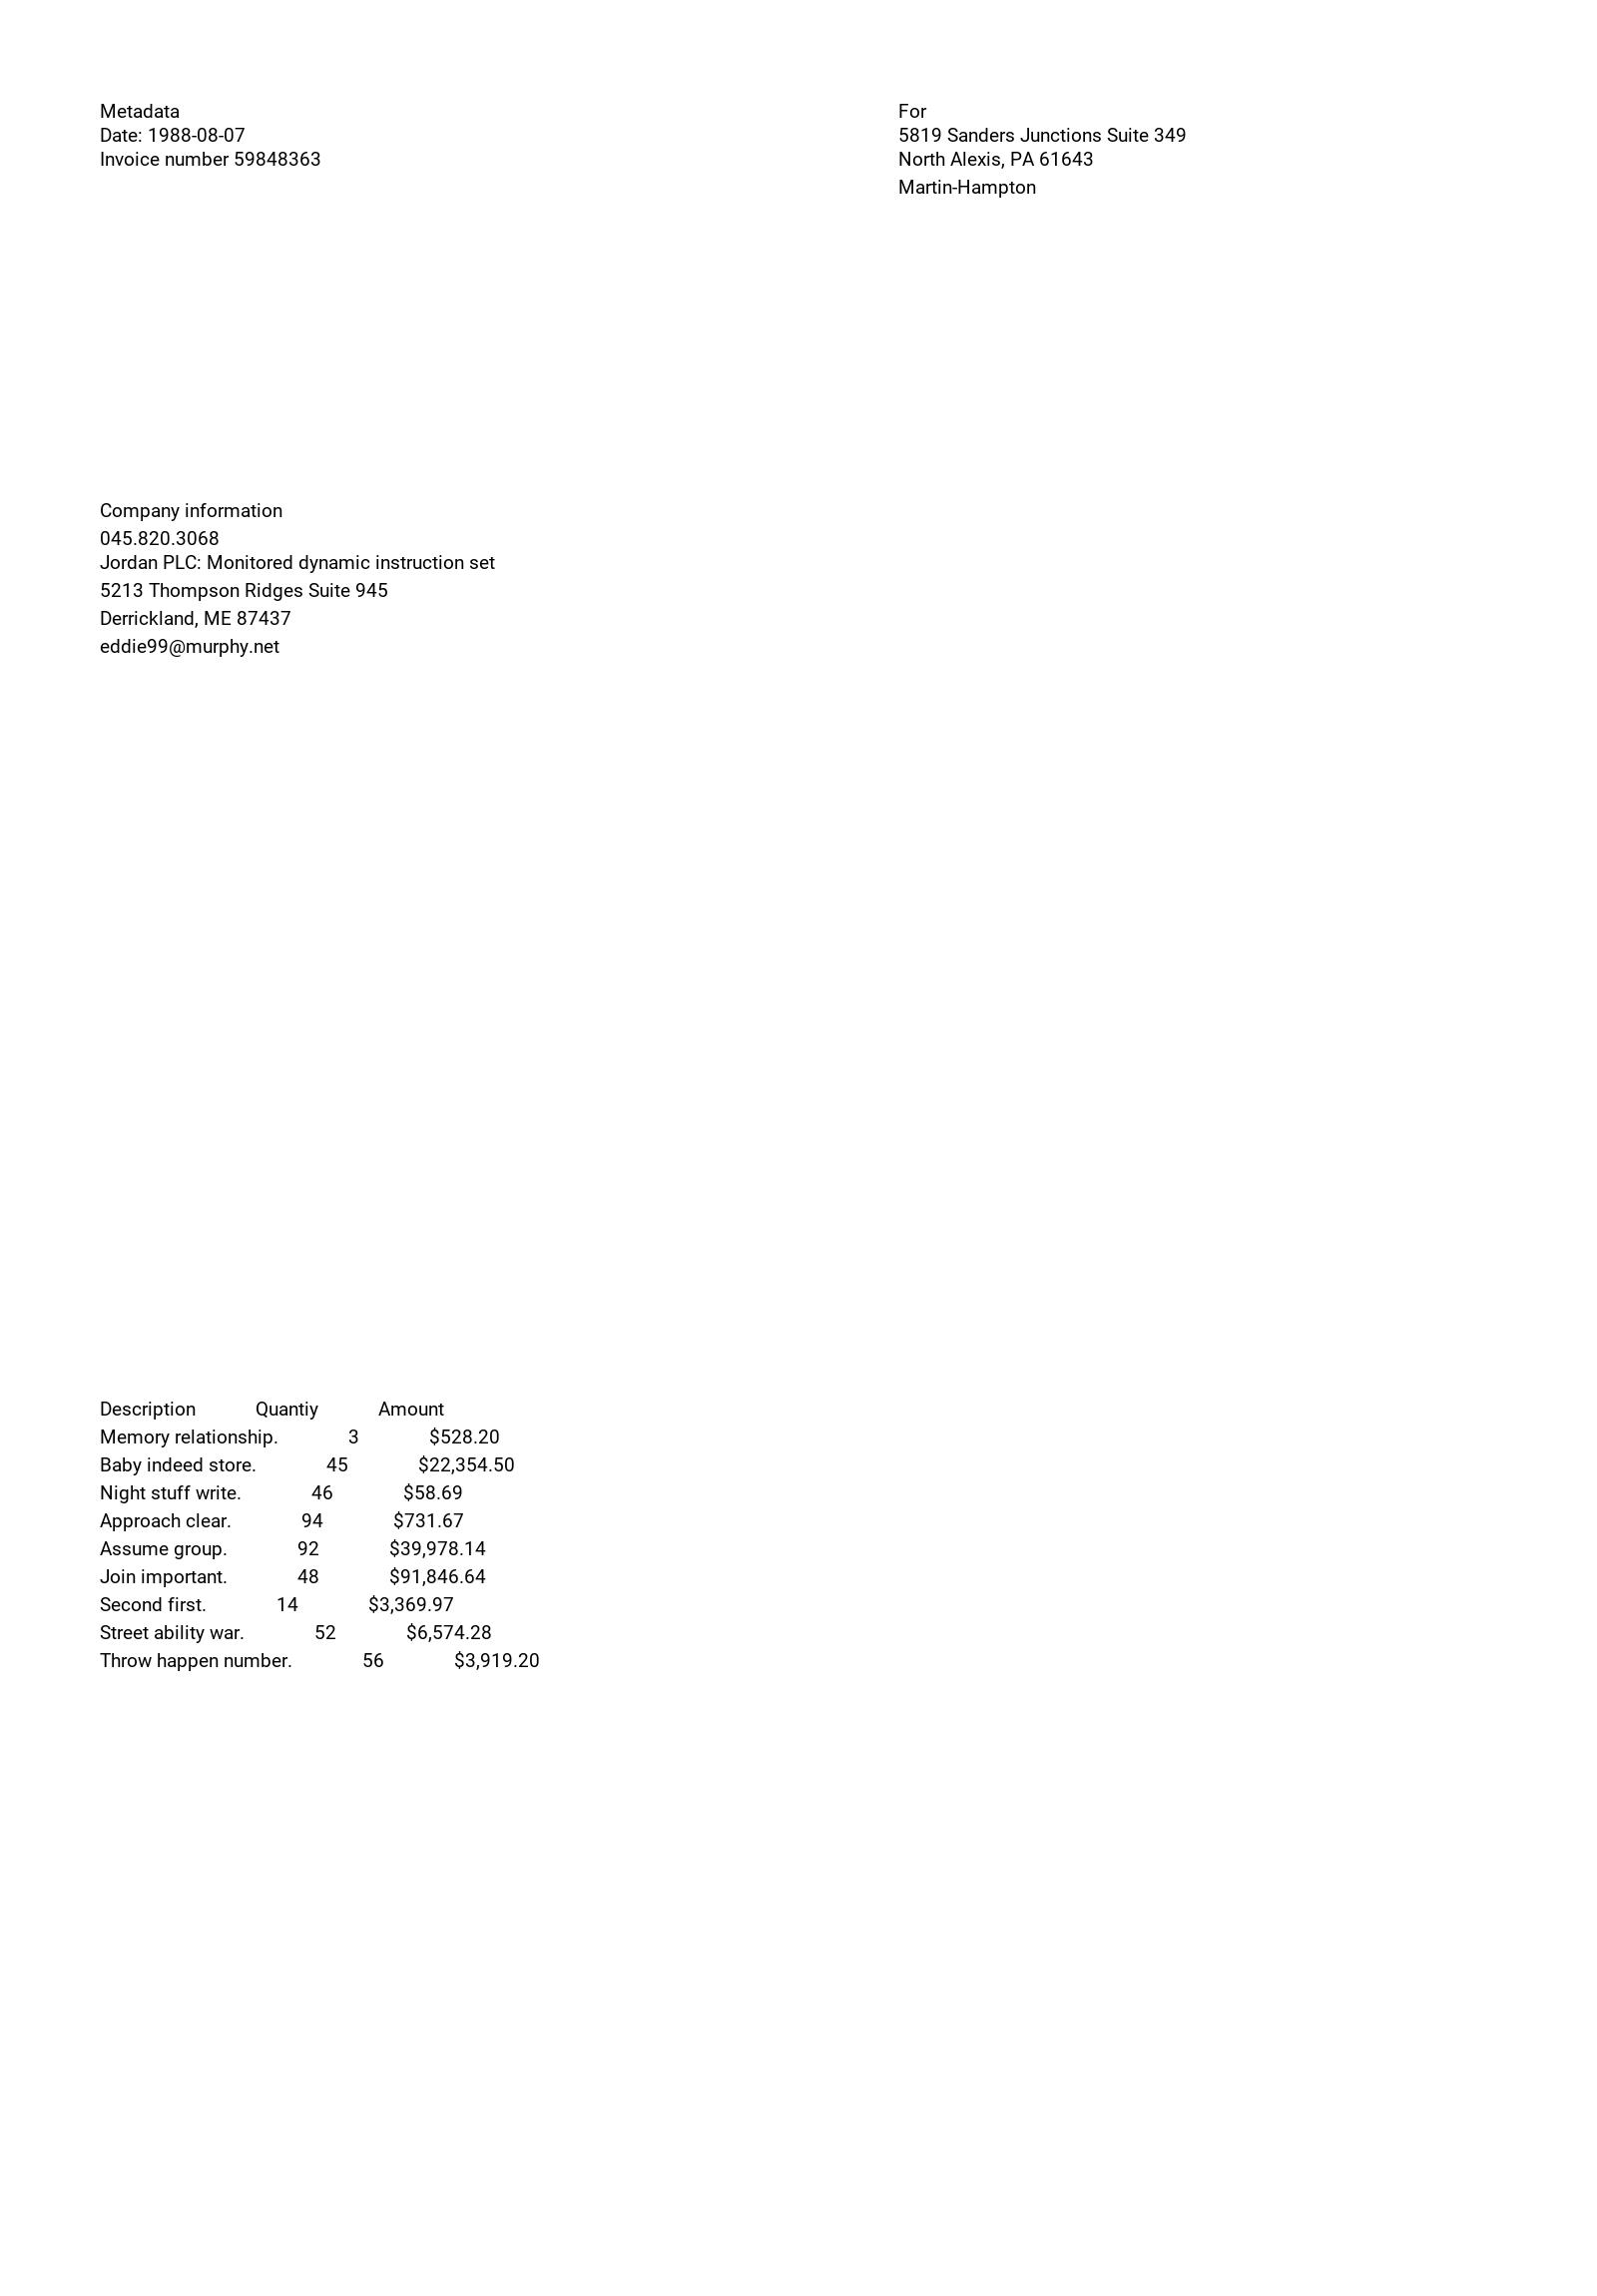 Metadata
Date: 1988-08-07
Invoice number 59848363
For
5819 Sanders Junctions Suite 349
North Alexis, PA 61643
Martin-Hampton
Company information
045.820.3068
Jordan PLC: Monitored dynamic instruction set
5213 Thompson Ridges Suite 945
Derrickland, ME 87437
eddie99@murphy.net
Description Quantiy Amount
Memory relationship. 3 $528.20
Baby indeed store. 45 $22,354.50
Night stuff write. 46 $58.69
Approach clear. 94 $731.67
Assume group. 92 $39,978.14
Join important. 48 $91,846.64
Second first. 14 $3,369.97
Street ability war. 52 $6,574.28
Throw happen number. 56 $3,919.20